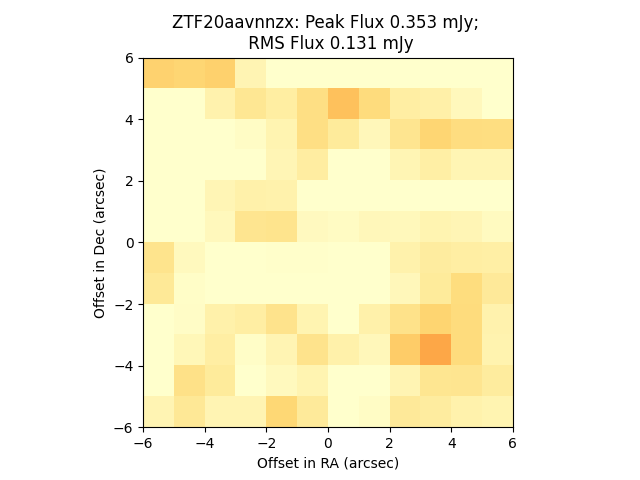 ZTF20aavnnzx: Peak Flux 0.353 mJy;
RMS Flux 0.131 mJy
6
4
2
0
−2
−4
−6
Offset in Dec (arcsec)
−6 −4 −2 0 2 4 6
Offset in RA (arcsec)